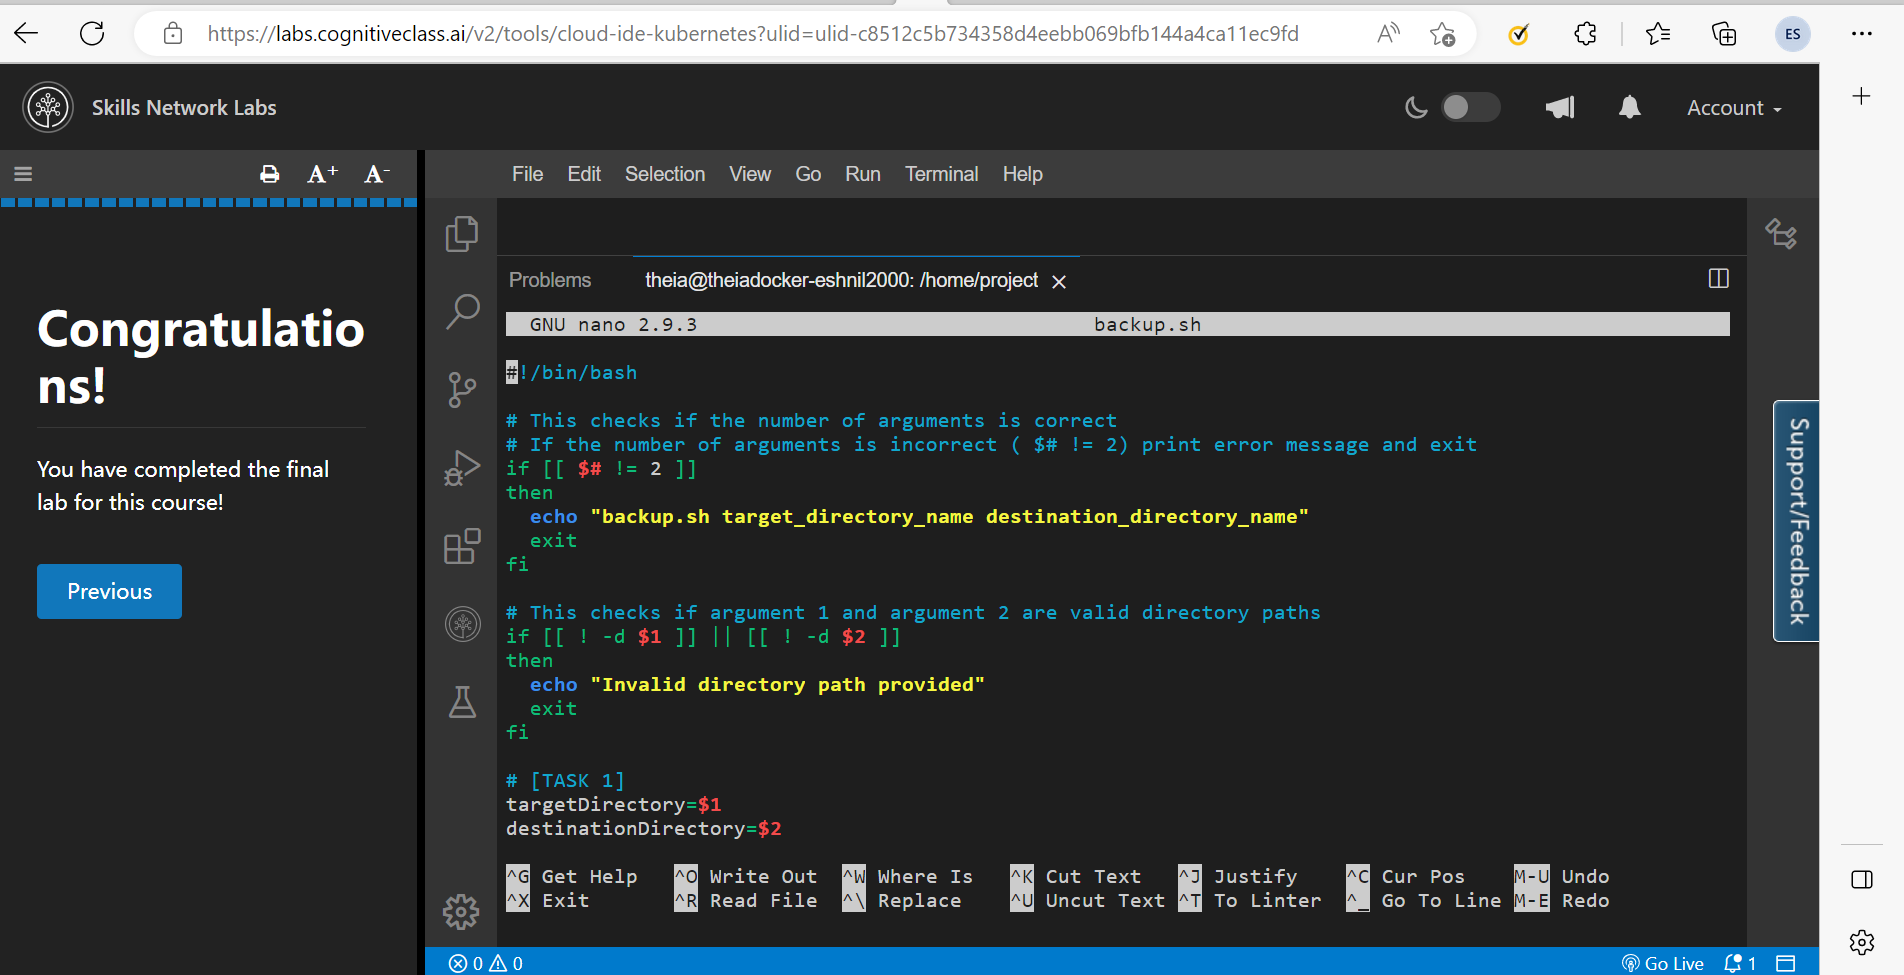 https://labs.cognitiveclass.ai/v2/tools/cloud-ide-kubernetes?ulid=ulid-c8512c5b734358d4eebb069bfb144a4ca11ec9fd
ES
Skills Network Labs
Account
A+ A-
File Edit Selection View Go Run Terminal Help
Congratulatio
ns!
You have completed the final
lab for this course!
Previous
Problems theia@theiadocker-eshnil2000: /home/project
GNU nano 2.9.3 backup.sh
#!/bin/bash
# This checks if the number of arguments is correct
# If the number of arguments is incorrect ( $# != 2) print error message and exit
if [[ $# != 2 ]]
then
  echo "backup.sh target_directory_name destination_directory_name"
  exit
fi
# This checks if argument 1 and argument 2 are valid directory paths
if [[ ! -d $1 ]] || [[ ! -d $2 ]]
then
  echo "Invalid directory path provided"
  exit
fi
# [TASK 1]
targetDirectory=$1
destinationDirectory=$2
^G Get Help ^O Write Out ^W Where Is ^K Cut Text ^J Justify ^C Cur Pos M-U Undo
^X Exit ^R Read File ^\ Replace ^U Uncut Text ^T To Linter ^_ Go To Line M-E Redo
Support/Feedback
0 0 Go Live 1